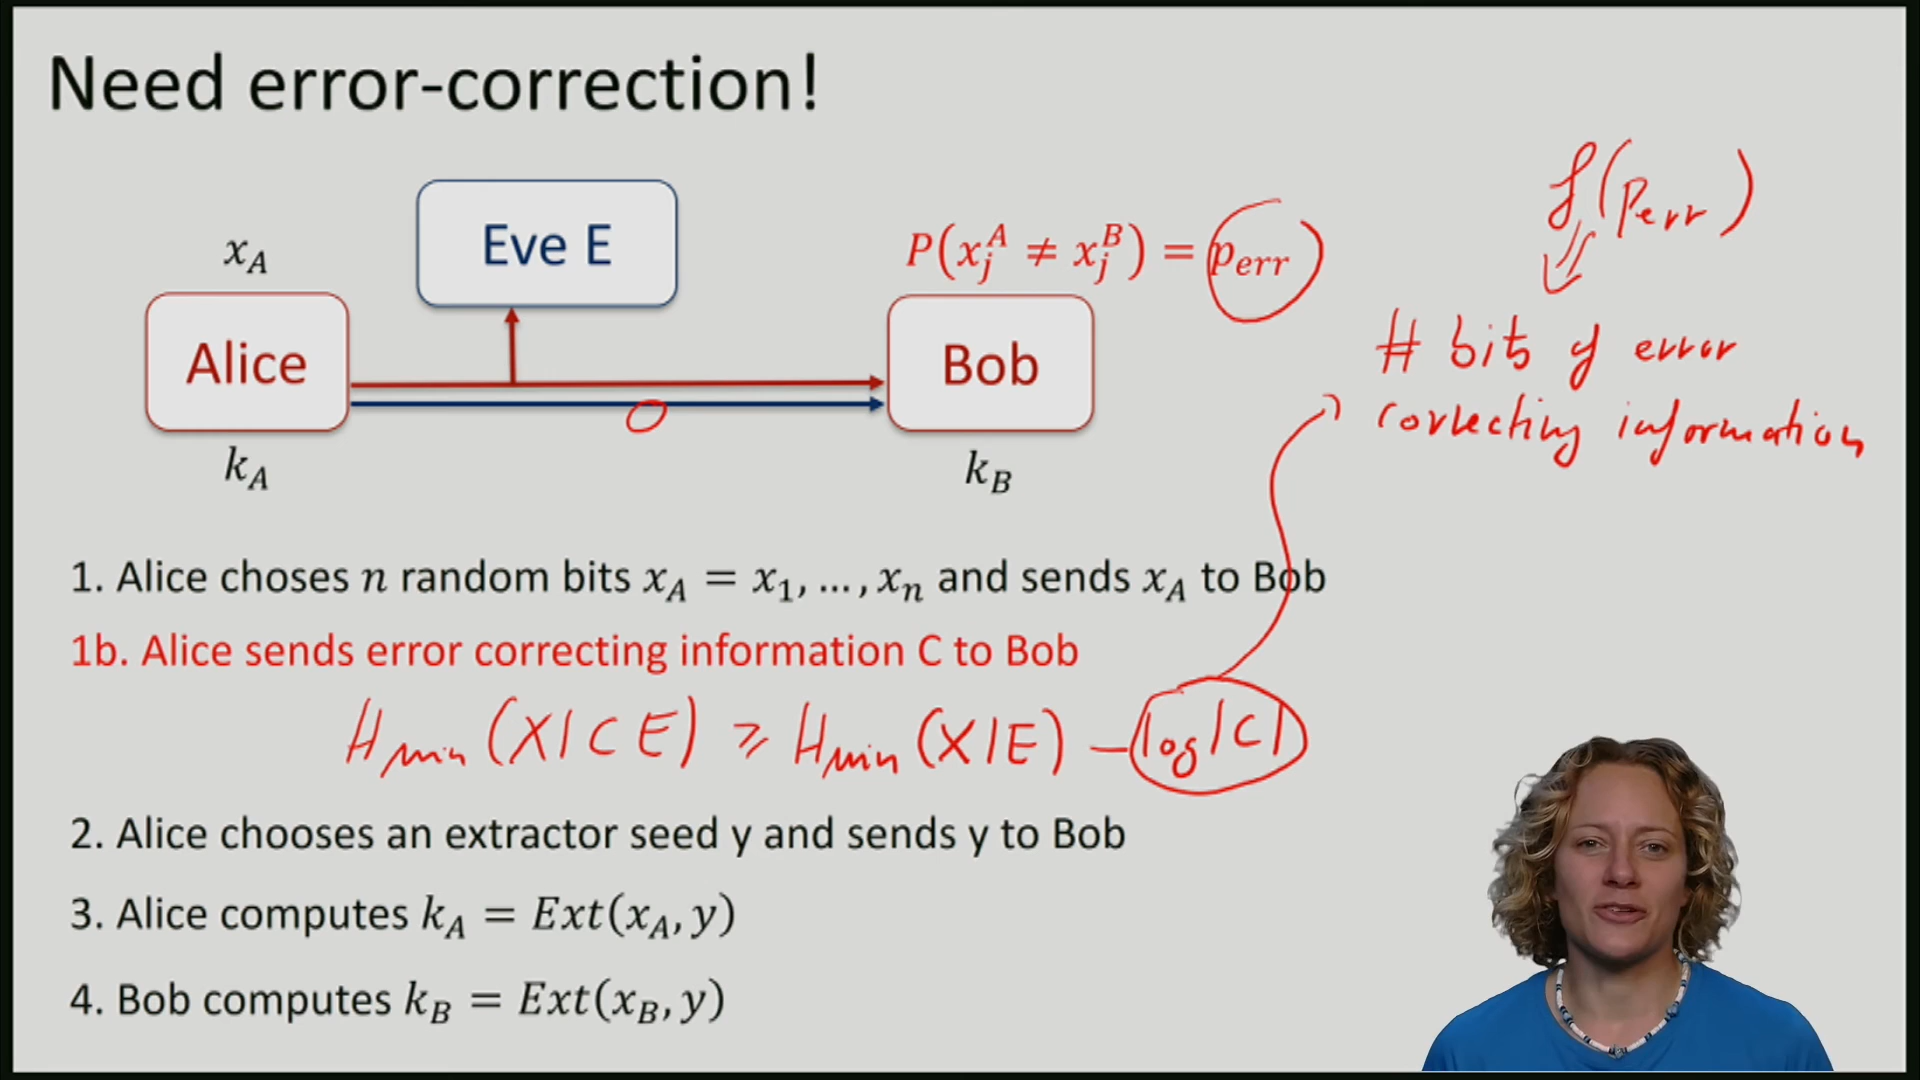 Need error-correction!
f(perr)
Eve E
x_A
P(x_j^A ≠ x_j^B) = p_err
# bits of error
correcting information
Alice
Bob
k_A
k_B
1. Alice choses n random bits x_A = x_1, ..., x_n and sends x_A to Bob
1b. Alice sends error correcting information C to Bob
H_min(X|CE) ≥ H_min(X|E) - log|C|
2. Alice chooses an extractor seed y and sends y to Bob
3. Alice computes k_A = Ext(x_A, y)
4. Bob computes k_B = Ext(x_B, y)